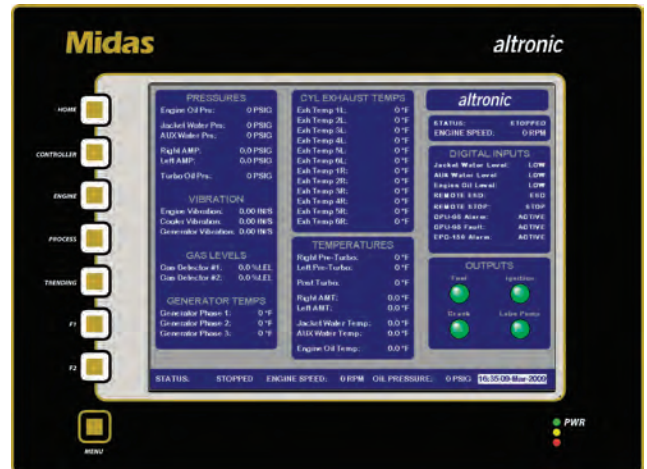 Midas
altronic
HOME
CONTROLLER
ENGINE
PROCESS
TRENDING
F1
F2
MENU
PRESSURES
Engine Oil Prs: 0 PSIG
Jacket Water Prs: 0 PSIG
AUX Water Prs: 0 PSIG
Right AMP: 0.0 PSIG
Left AMP: 0.0 PSIG
Turbo Oil Prs: 0 PSIG
VIBRATION
Engine Vibration: 0.00 IN/S
Cooler Vibration: 0.00 IN/S
Generator Vibration: 0.00 IN/S
GAS LEVELS
Gas Detector #1: 0.0 %LEL
Gas Detector #2: 0.0 %LEL
GENERATOR TEMPS
Generator Phase 1: 0 °F
Generator Phase 2: 0 °F
Generator Phase 3: 0 °F
CYL EXHAUST TEMPS
Exh Temp 1L: 0 °F
Exh Temp 2L: 0 °F
Exh Temp 3L: 0 °F
Exh Temp 4L: 0 °F
Exh Temp 5L: 0 °F
Exh Temp 6L: 0 °F
Exh Temp 1R: 0 °F
Exh Temp 2R: 0 °F
Exh Temp 3R: 0 °F
Exh Temp 4R: 0 °F
Exh Temp 5R: 0 °F
Exh Temp 6R: 0 °F
TEMPERATURES
Right Pre-Turbo: 0 °F
Left Pre-Turbo: 0 °F
Post Turbo: 0 °F
Right AMT: 0.0 °F
Left AMT: 0.0 °F
Jacket Water Temp: 0.0 °F
AUX Water Temp: 0.0 °F
Engine Oil Temp: 0.0 °F
altronic
STATUS: STOPPED
ENGINE SPEED: 0 RPM
DIGITAL INPUTS
Jacket Water Level: LOW
AUX Water Level: LOW
Engine Oil Level: LOW
REMOTE ESD: ESD
REMOTE STOP: STOP
CPU-95 Alarm: ACTIVE
CPU-95 Fault: ACTIVE
EPC-150 Alarm: ACTIVE
OUTPUTS
Fuel Ignition
Crank Lube Pump
STATUS: STOPPED ENGINE SPEED: 0 RPM OIL PRESSURE: 0 PSIG 16:35-09-Mar-2009
PWR